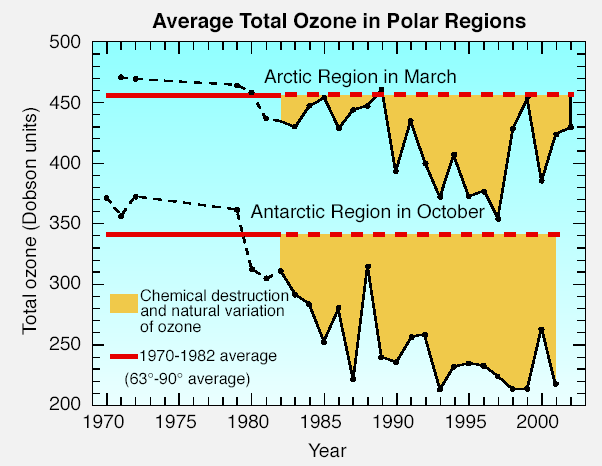 Average Total Ozone in Polar Regions
500
450
400
350
300
250
200
Total ozone (Dobson units)
Arctic Region in March
Antarctic Region in October
Chemical destruction
and natural variation
of ozone
1970-1982 average
(63°-90° average)
1970 1975 1980 1985 1990 1995 2000
Year